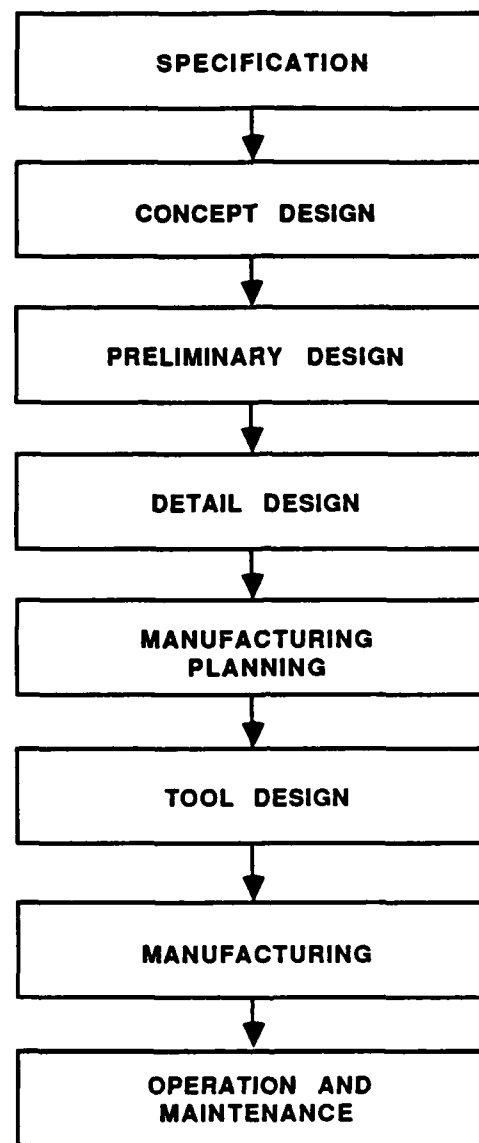 SPECIFICATION
CONCEPT DESIGN
PRELIMINARY DESIGN
DETAIL DESIGN
MANUFACTURING
PLANNING
TOOL DESIGN
MANUFACTURING
OPERATION AND
MAINTENANCE